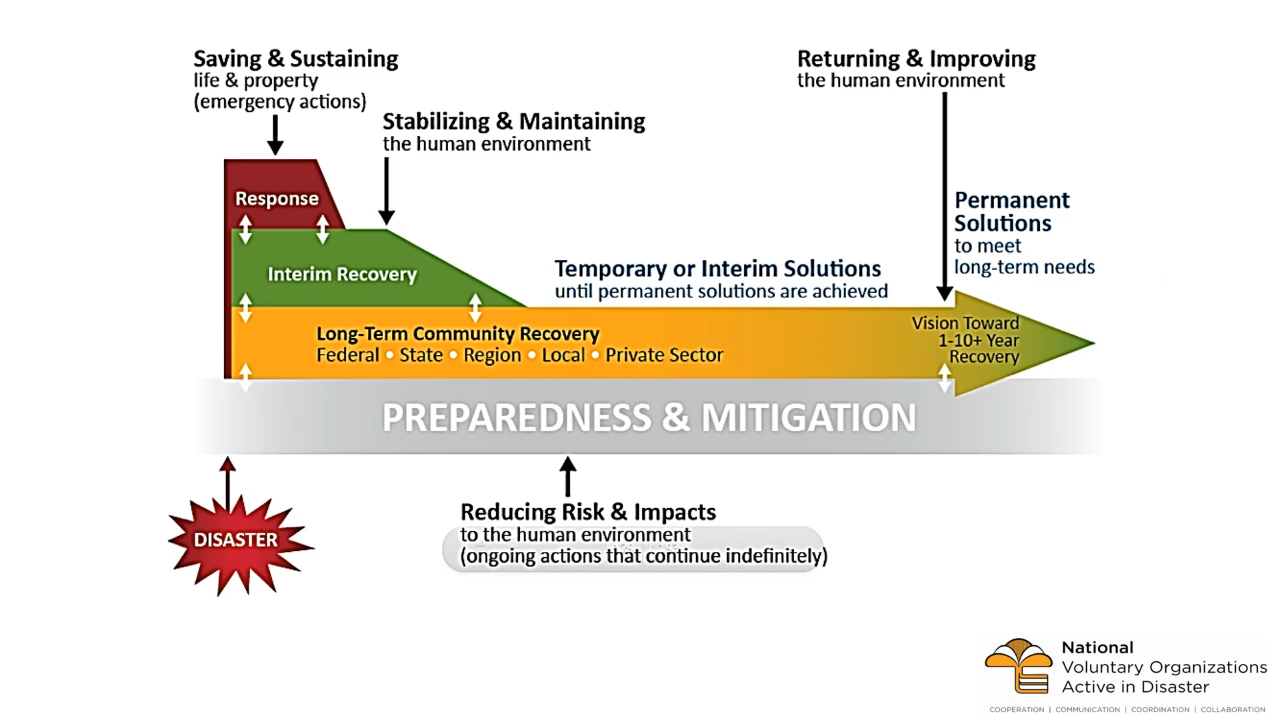 Saving & Sustaining
life & property
(emergency actions)
Stabilizing & Maintaining
the human environment
Returning & Improving
the human environment
Response
Interim Recovery
Permanent
Solutions
to meet
long-term needs
Temporary or Interim Solutions
until permanent solutions are achieved
Long-Term Community Recovery
Federal • State • Region • Local • Private Sector
Vision Toward
1-10+ Year
Recovery
PREPAREDNESS & MITIGATION
DISASTER
Reducing Risk & Impacts
to the human environment
(ongoing actions that continue indefinitely)
National
Voluntary Organizations
Active in Disaster
COOPERATION | COMMUNICATION | COORDINATION | COLLABORATION